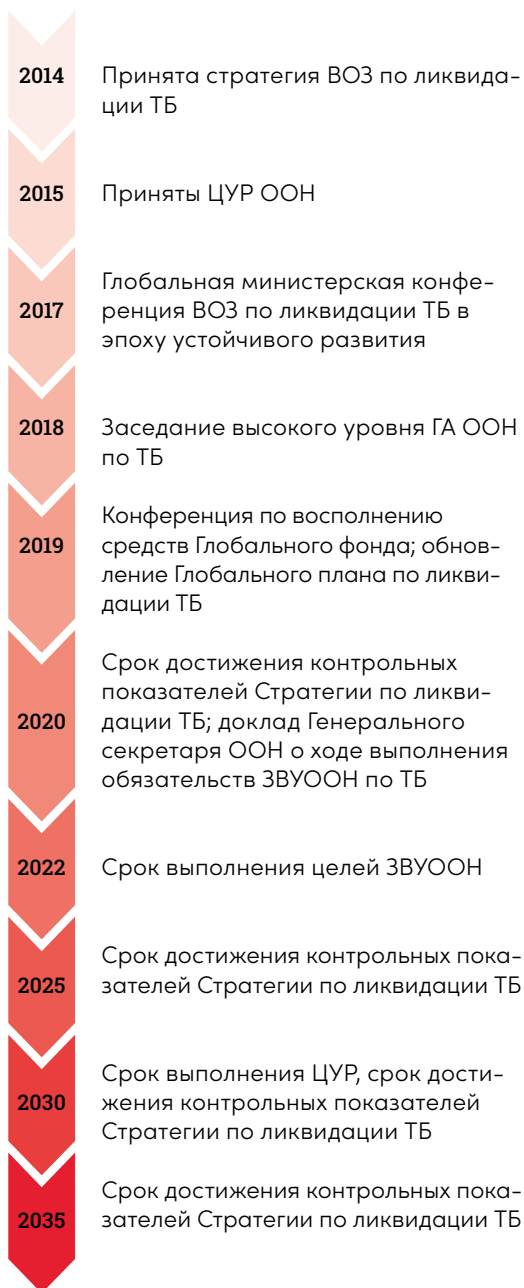 2014
Принята стратегия ВОЗ по ликвида-
ции ТБ
2015
Приняты ЦУР ООН
2017
Глобальная министерская конфе-
ренция ВОЗ по ликвидации ТБ в
эпоху устойчивого развития
2018
Заседание высокого уровня ГА ООН
по ТБ
2019
Конференция по восполнению
средств Глобального фонда; обнов-
ление Глобального плана по ликви-
дации ТБ
2020
Срок достижения контрольных
показателей Стратегии по ликви-
дации ТБ; доклад Генерального
секретаря ООН о ходе выполнения
обязательств ЗВУООН по ТБ
2022
Срок выполнения целей ЗВУООН
2025
Срок достижения контрольных пока-
зателей Стратегии по ликвидации ТБ
2030
Срок выполнения ЦУР, срок дости-
жения контрольных показателей
Стратегии по ликвидации ТБ
2035
Срок достижения контрольных пока-
зателей Стратегии по ликвидации ТБ